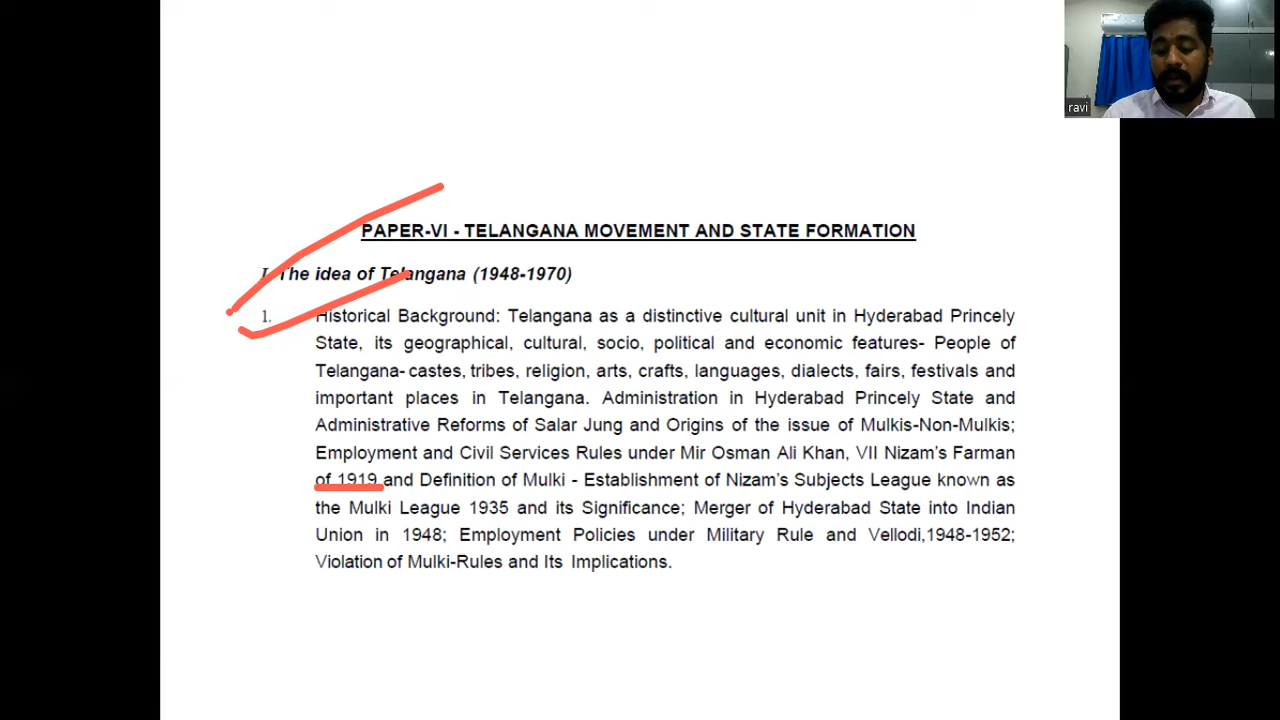 ravi
PAPER-VI - TELANGANA MOVEMENT AND STATE FORMATION
I. The idea of Telangana (1948-1970)
1. Historical Background: Telangana as a distinctive cultural unit in Hyderabad Princely
State, its geographical, cultural, socio, political and economic features- People of
Telangana- castes, tribes, religion, arts, crafts, languages, dialects, fairs, festivals and
important places in Telangana. Administration in Hyderabad Princely State and
Administrative Reforms of Salar Jung and Origins of the issue of Mulkis-Non-Mulkis;
Employment and Civil Services Rules under Mir Osman Ali Khan, VII Nizam's Farman
of 1919 and Definition of Mulki - Establishment of Nizam's Subjects League known as
the Mulki League 1935 and its Significance; Merger of Hyderabad State into Indian
Union in 1948; Employment Policies under Military Rule and Vellodi,1948-1952;
Violation of Mulki-Rules and Its Implications.